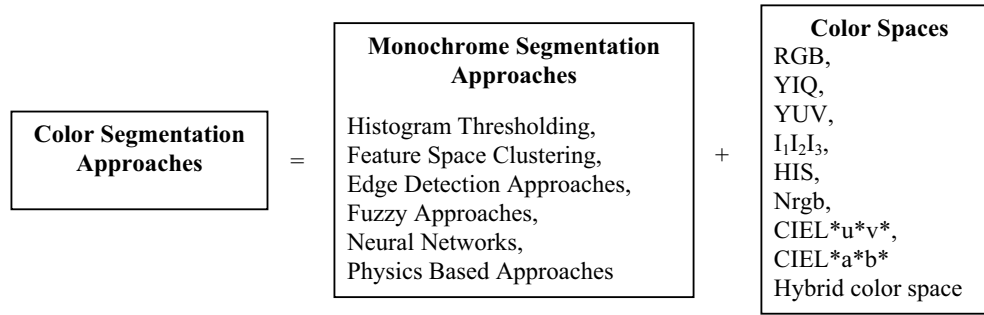 Color Segmentation
Approaches
=
Monochrome Segmentation
Approaches
Histogram Thresholding,
Feature Space Clustering,
Edge Detection Approaches,
Fuzzy Approaches,
Neural Networks,
Physics Based Approaches
+
Color Spaces
RGB,
YIQ,
YUV,
I₁I₂I₃,
HIS,
Nrgb,
CIEL*u*v*,
CIEL*a*b*
Hybrid color space